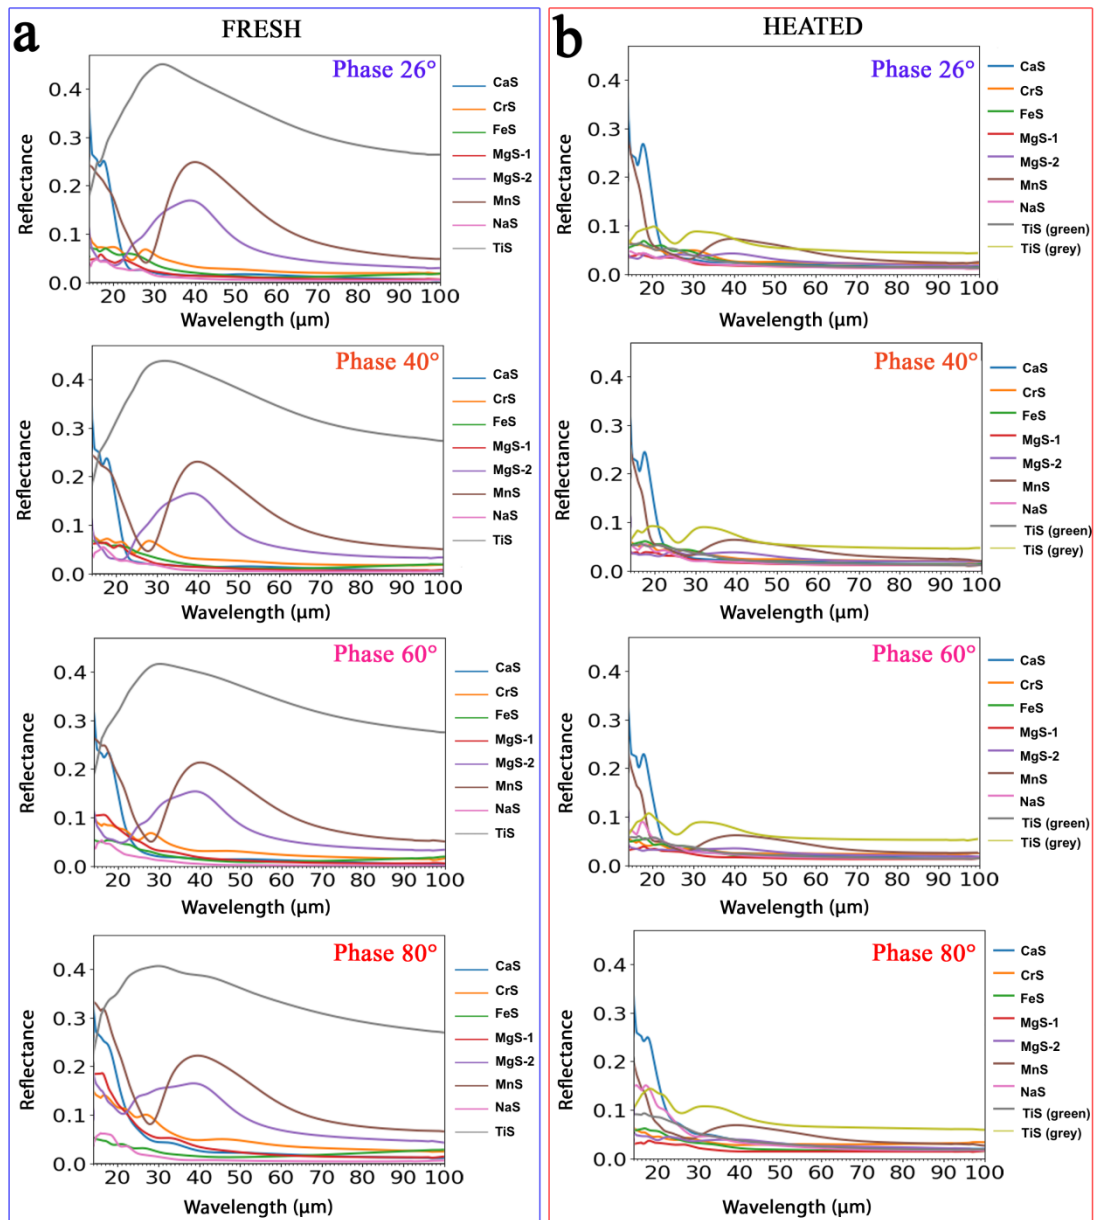 a
FRESH
Phase 26°
Reflectance
0.4
0.3
0.2
0.1
0.0
20 30 40 50 60 70 80 90 100
Wavelength (μm)
CaS
CrS
FeS
MgS-1
MgS-2
MnS
NaS
TiS
Phase 40°
Reflectance
0.4
0.3
0.2
0.1
0.0
20 30 40 50 60 70 80 90 100
Wavelength (μm)
CaS
CrS
FeS
MgS-1
MgS-2
MnS
NaS
TiS
Phase 60°
Reflectance
0.4
0.3
0.2
0.1
0.0
20 30 40 50 60 70 80 90 100
Wavelength (μm)
CaS
CrS
FeS
MgS-1
MgS-2
MnS
NaS
TiS
Phase 80°
Reflectance
0.4
0.3
0.2
0.1
0.0
20 30 40 50 60 70 80 90 100
Wavelength (μm)
CaS
CrS
FeS
MgS-1
MgS-2
MnS
NaS
TiS
b
HEATED
Phase 26°
Reflectance
0.4
0.3
0.2
0.1
0.0
20 30 40 50 60 70 80 90 100
Wavelength (μm)
CaS
CrS
FeS
MgS-1
MgS-2
MnS
NaS
TiS (green)
TiS (grey)
Phase 40°
Reflectance
0.4
0.3
0.2
0.1
0.0
20 30 40 50 60 70 80 90 100
Wavelength (μm)
CaS
CrS
FeS
MgS-1
MgS-2
MnS
NaS
TiS (green)
TiS (grey)
Phase 60°
Reflectance
0.4
0.3
0.2
0.1
0.0
20 30 40 50 60 70 80 90 100
Wavelength (μm)
CaS
CrS
FeS
MgS-1
MgS-2
MnS
NaS
TiS (green)
TiS (grey)
Phase 80°
Reflectance
0.4
0.3
0.2
0.1
0.0
20 30 40 50 60 70 80 90 100
Wavelength (μm)
CaS
CrS
FeS
MgS-1
MgS-2
MnS
NaS
TiS (green)
TiS (grey)